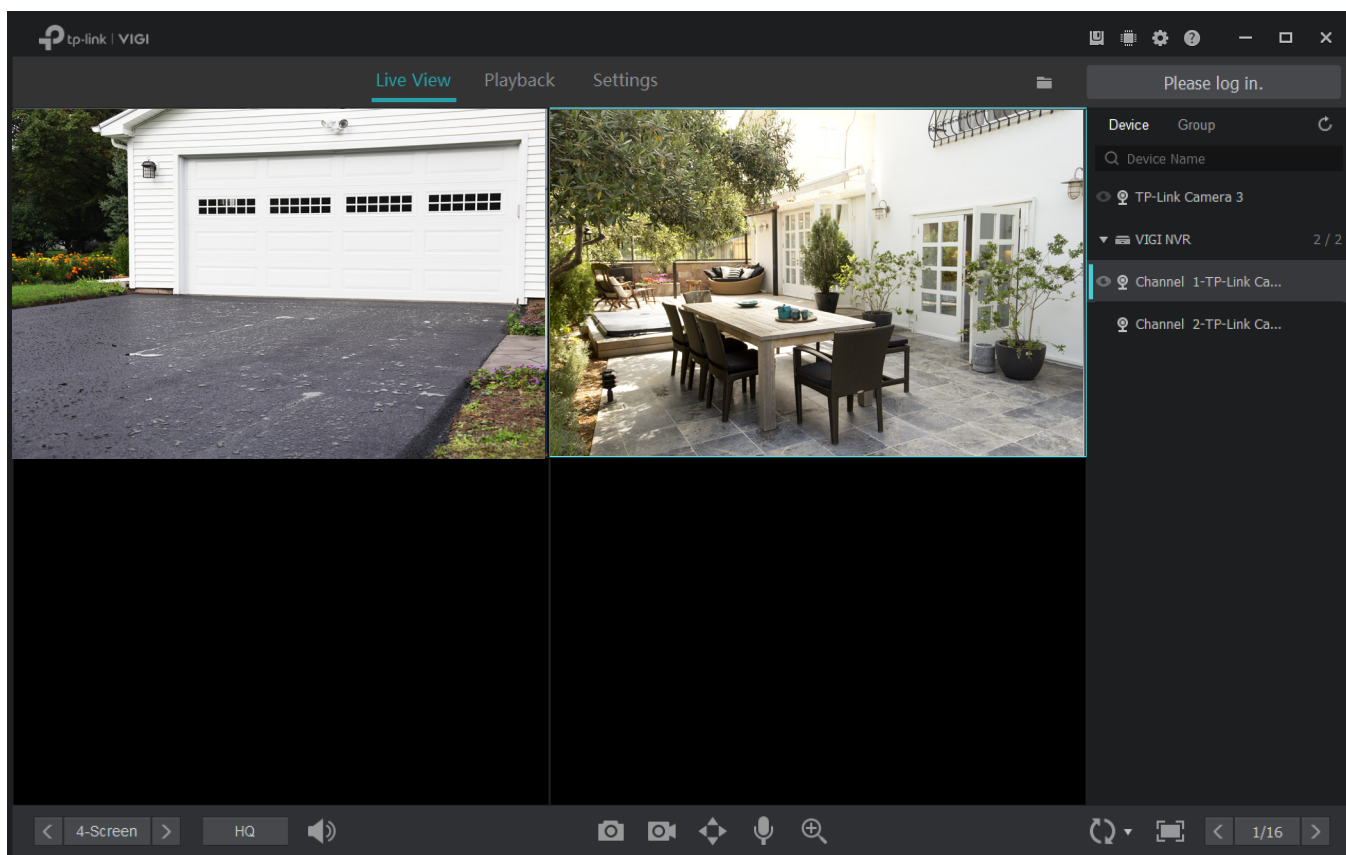 tp-link | VIGI
Live View Playback Settings
Please log in.
Device Group
Device Name
TP-Link Camera 3
VIGI NVR 2 / 2
Channel 1-TP-Link Ca...
Channel 2-TP-Link Ca...
4-Screen HQ 1/16